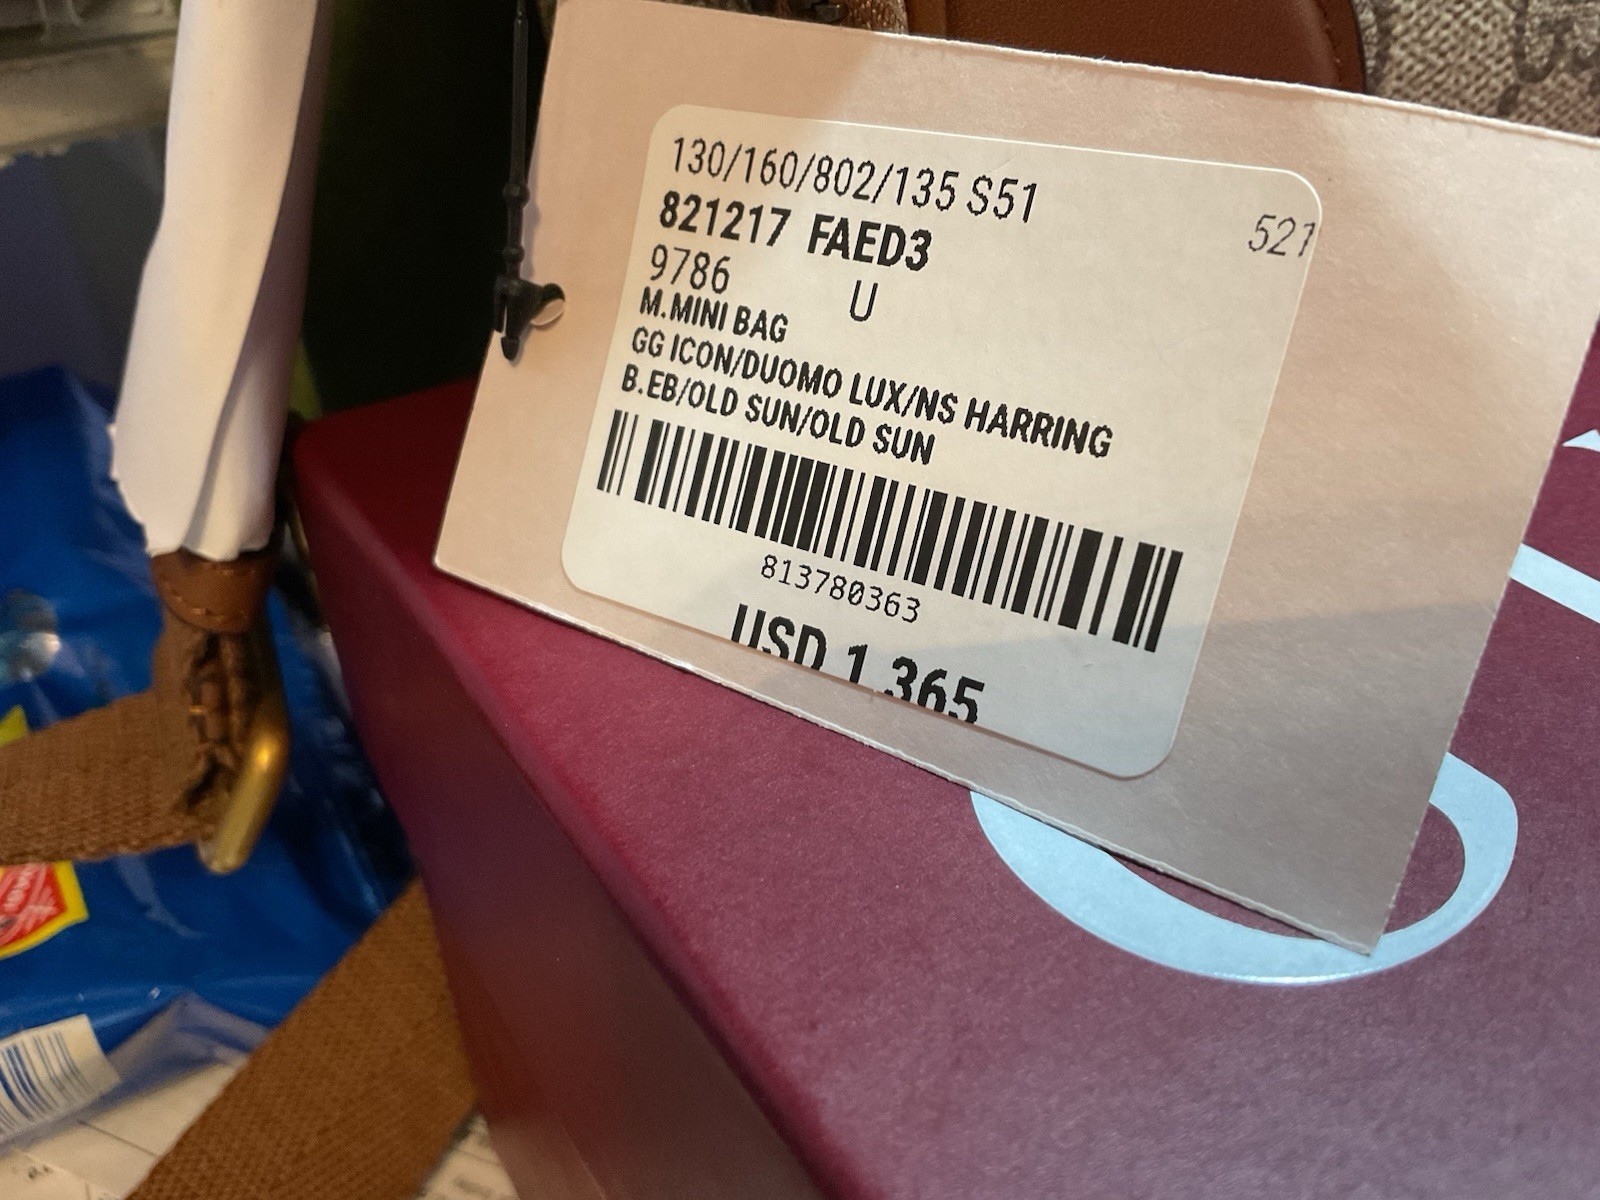 130/160/802/135 S51
521
821217 FAED3
9786 U
M.MINI BAG
GG ICON/DUOMO LUX/NS HARRING
B.EB/OLD SUN/OLD SUN
813780363
USD 1,365